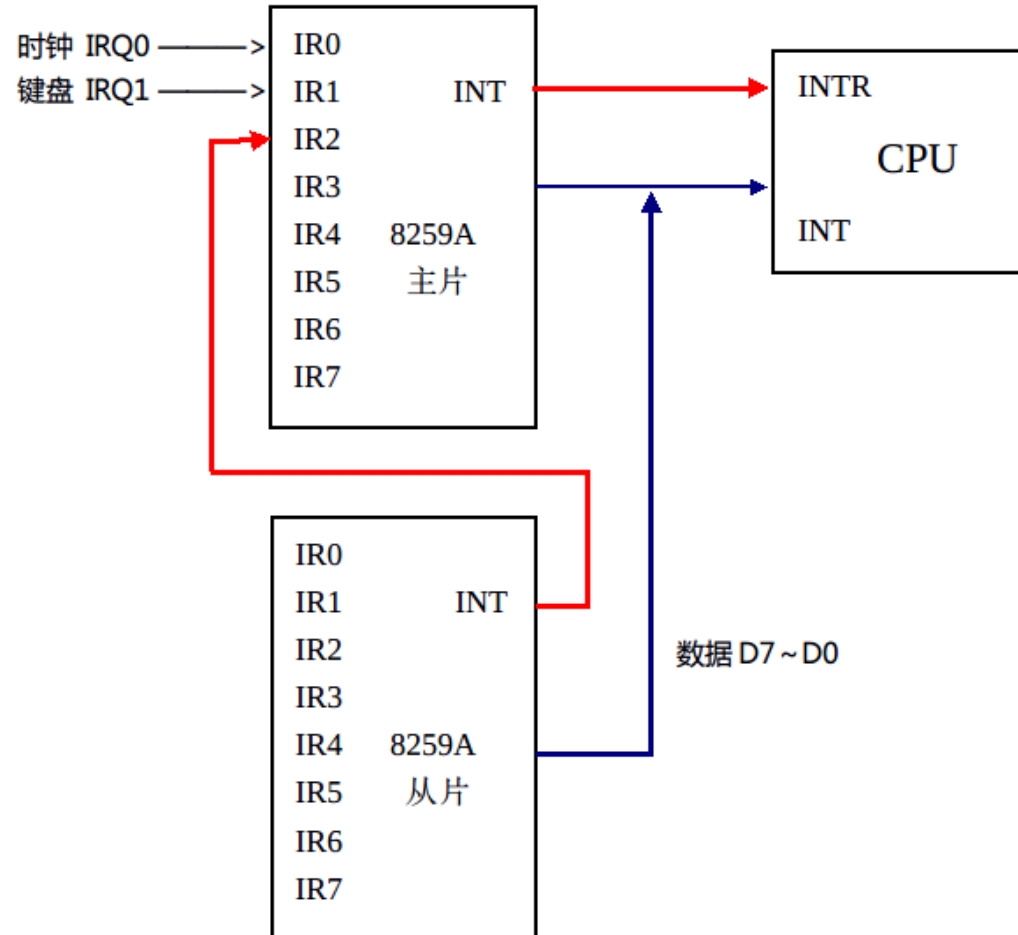 时钟 IRQ0
键盘 IRQ1
IR0
IR1
INT
IR2
IR3
IR4
8259A
IR5
主片
IR6
IR7
INTR
CPU
INT
IR0
IR1
INT
IR2
IR3
IR4
8259A
IR5
从片
IR6
IR7
数据 D7~D0